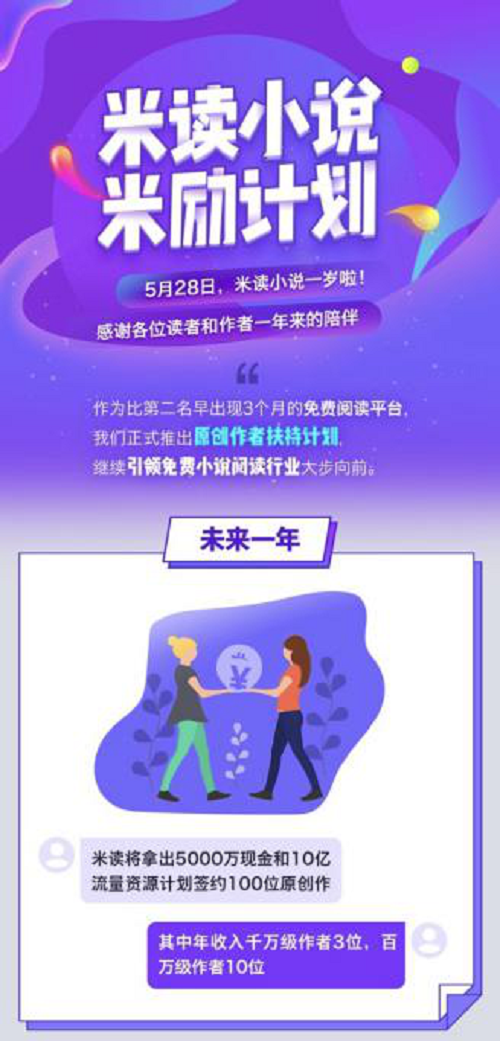 米读小说
米励计划
5月28日，米读小说一岁啦！
感谢各位读者和作者一年来的陪伴
“
作为比第二名早出现3个月的免费阅读平台，
我们正式推出原创作者扶持计划，
继续引领免费小说阅读行业大步向前。
未来一年
¥
米读将拿出5000万现金和10亿
流量资源计划签约100位原创作
其中年收入千万级作者3位，百
万级作者10位